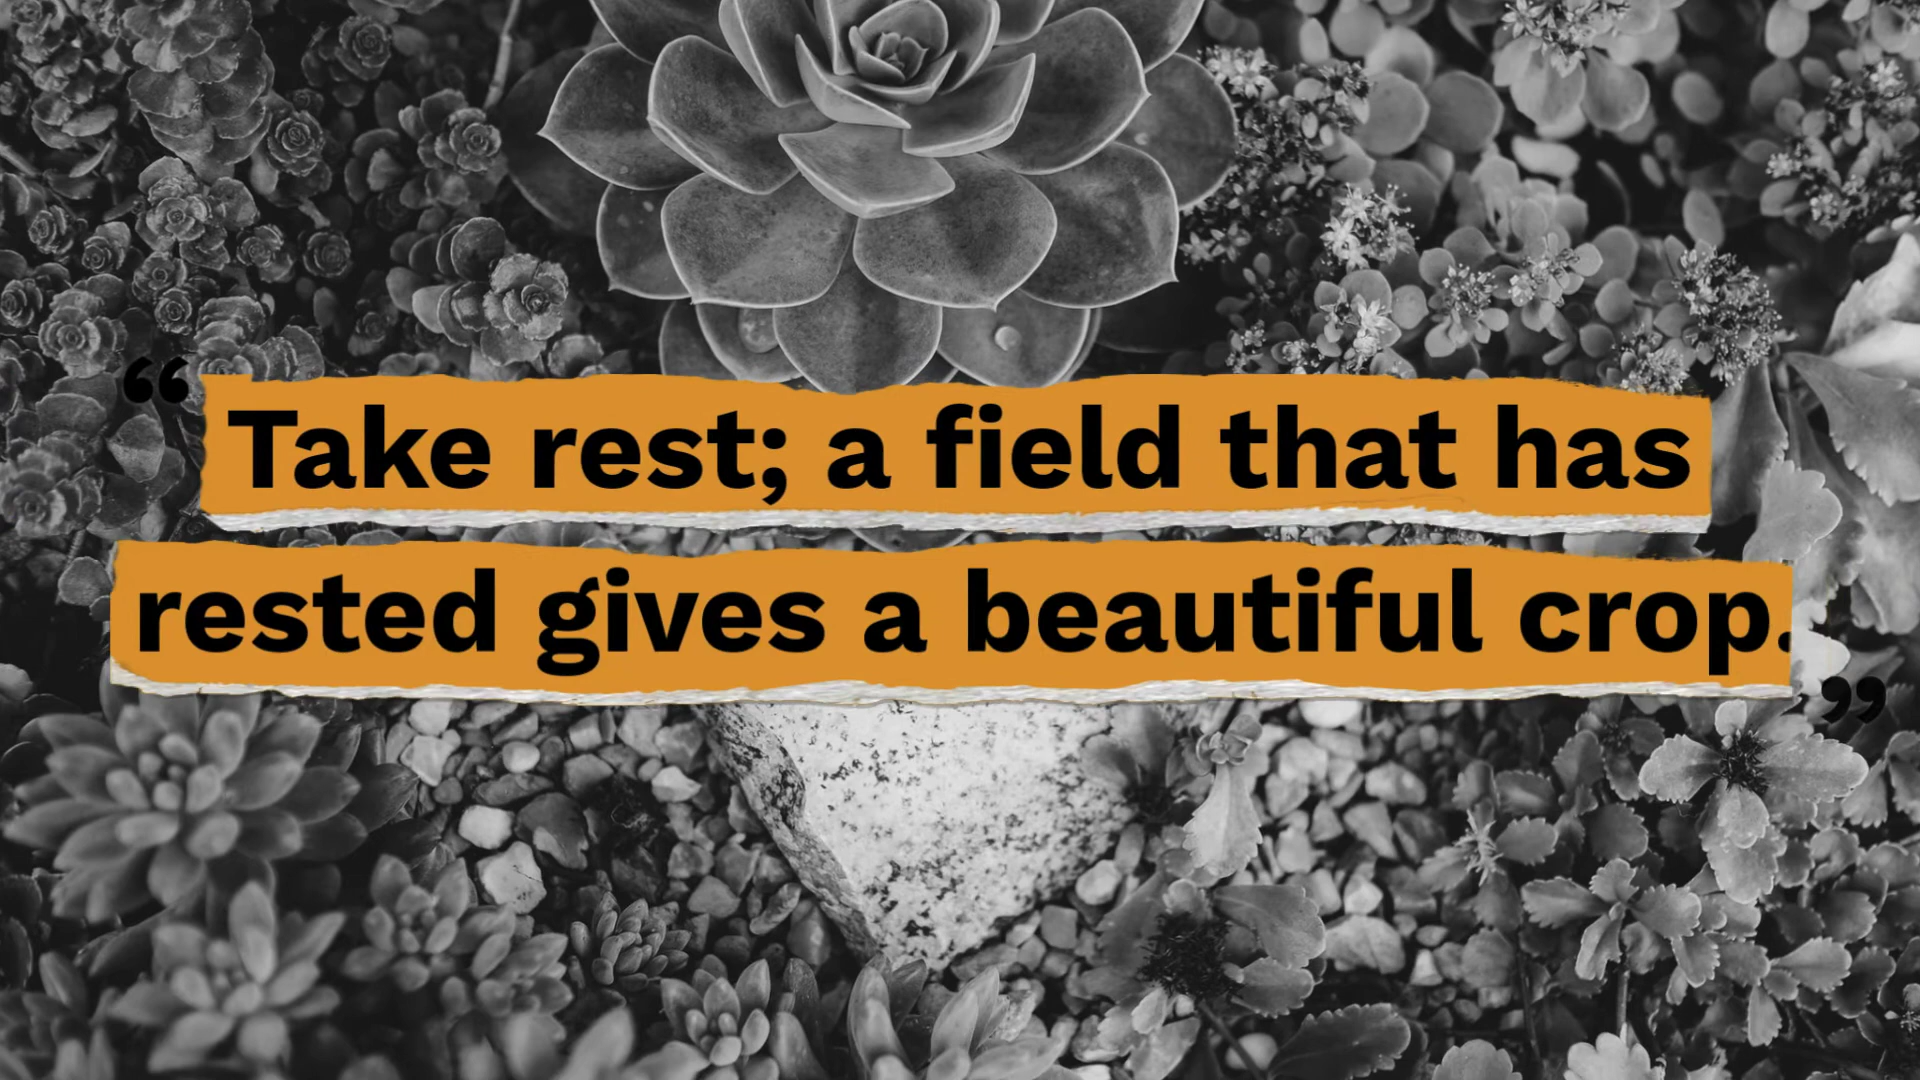 “Take rest; a field that has
rested gives a beautiful crop.”